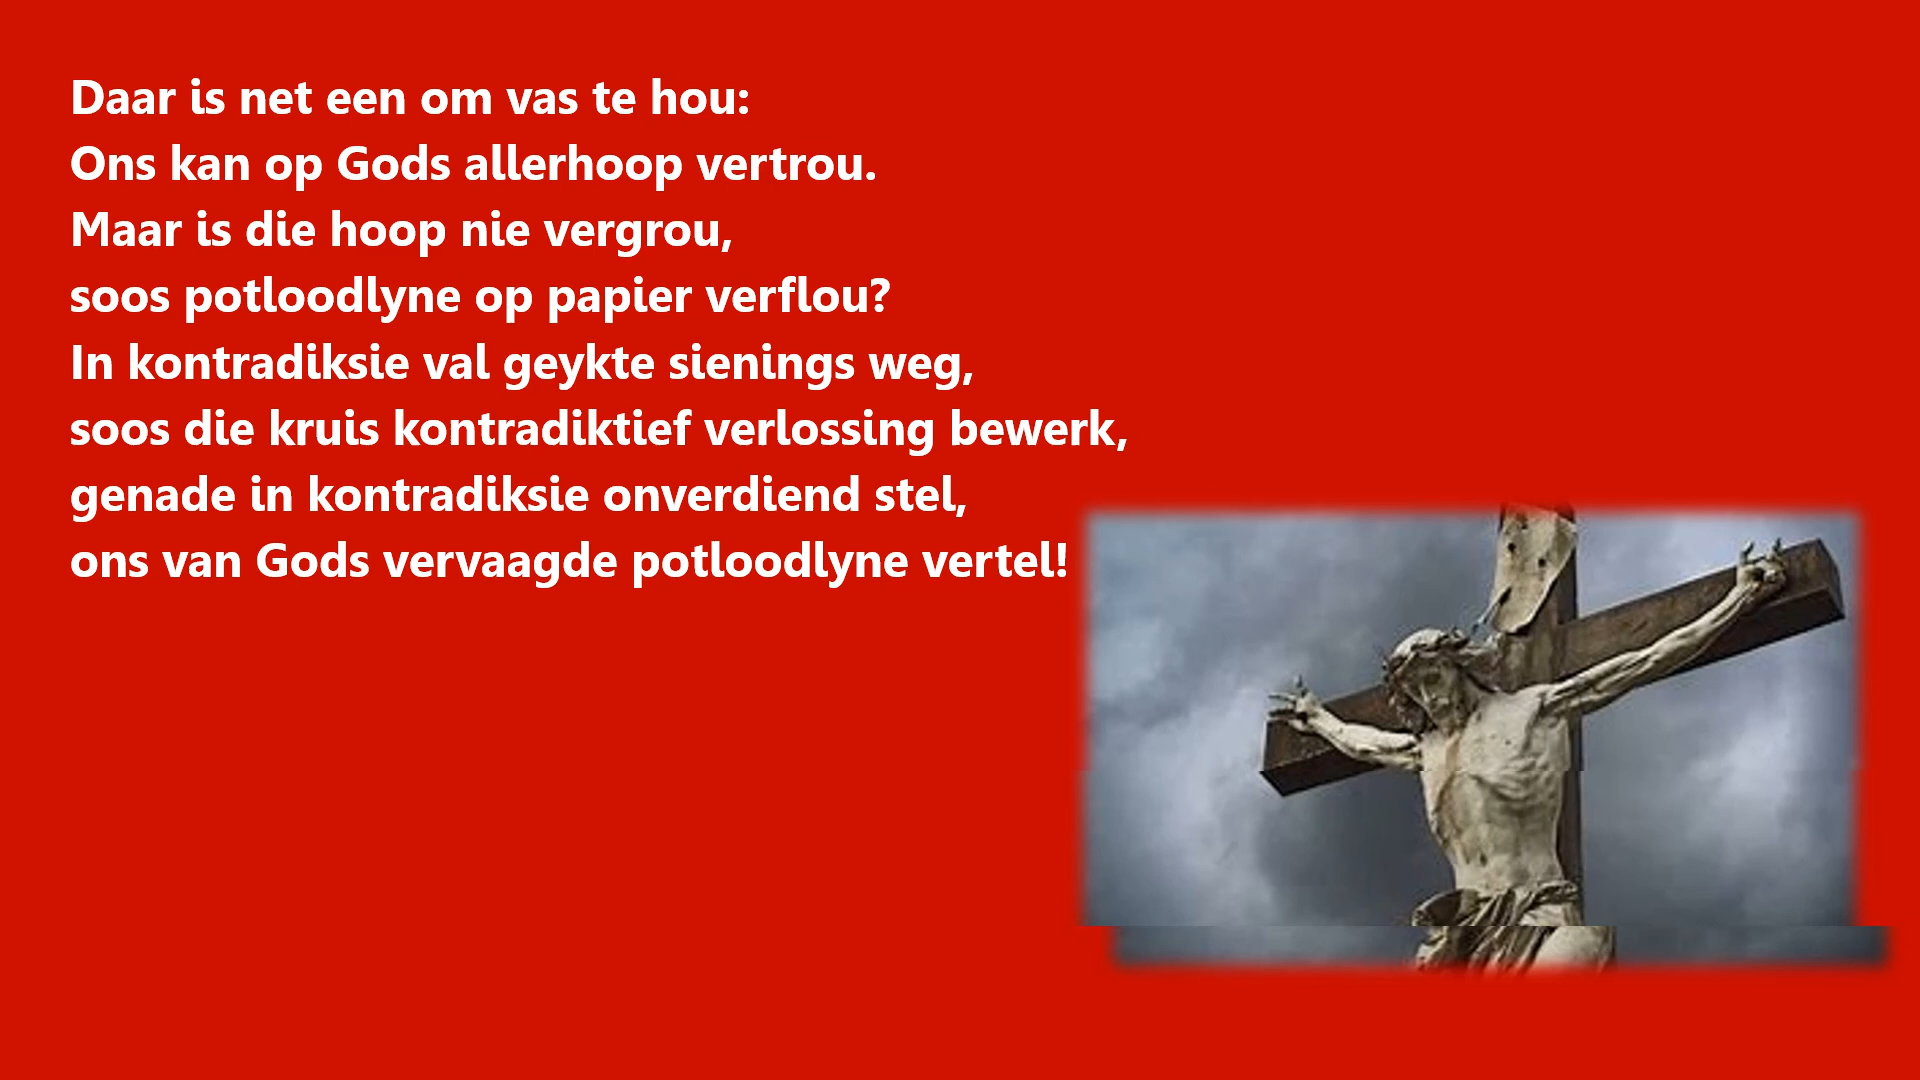 Daar is net een om vas te hou:
Ons kan op Gods allerhoop vertrou.
Maar is die hoop nie vergrou,
soos potloodlyne op papier verflou?
In kontradiksie val geykte sienings weg,
soos die kruis kontradiktief verlossing bewerk,
genade in kontradiksie onverdiend stel,
ons van Gods vervaagde potloodlyne vertel!